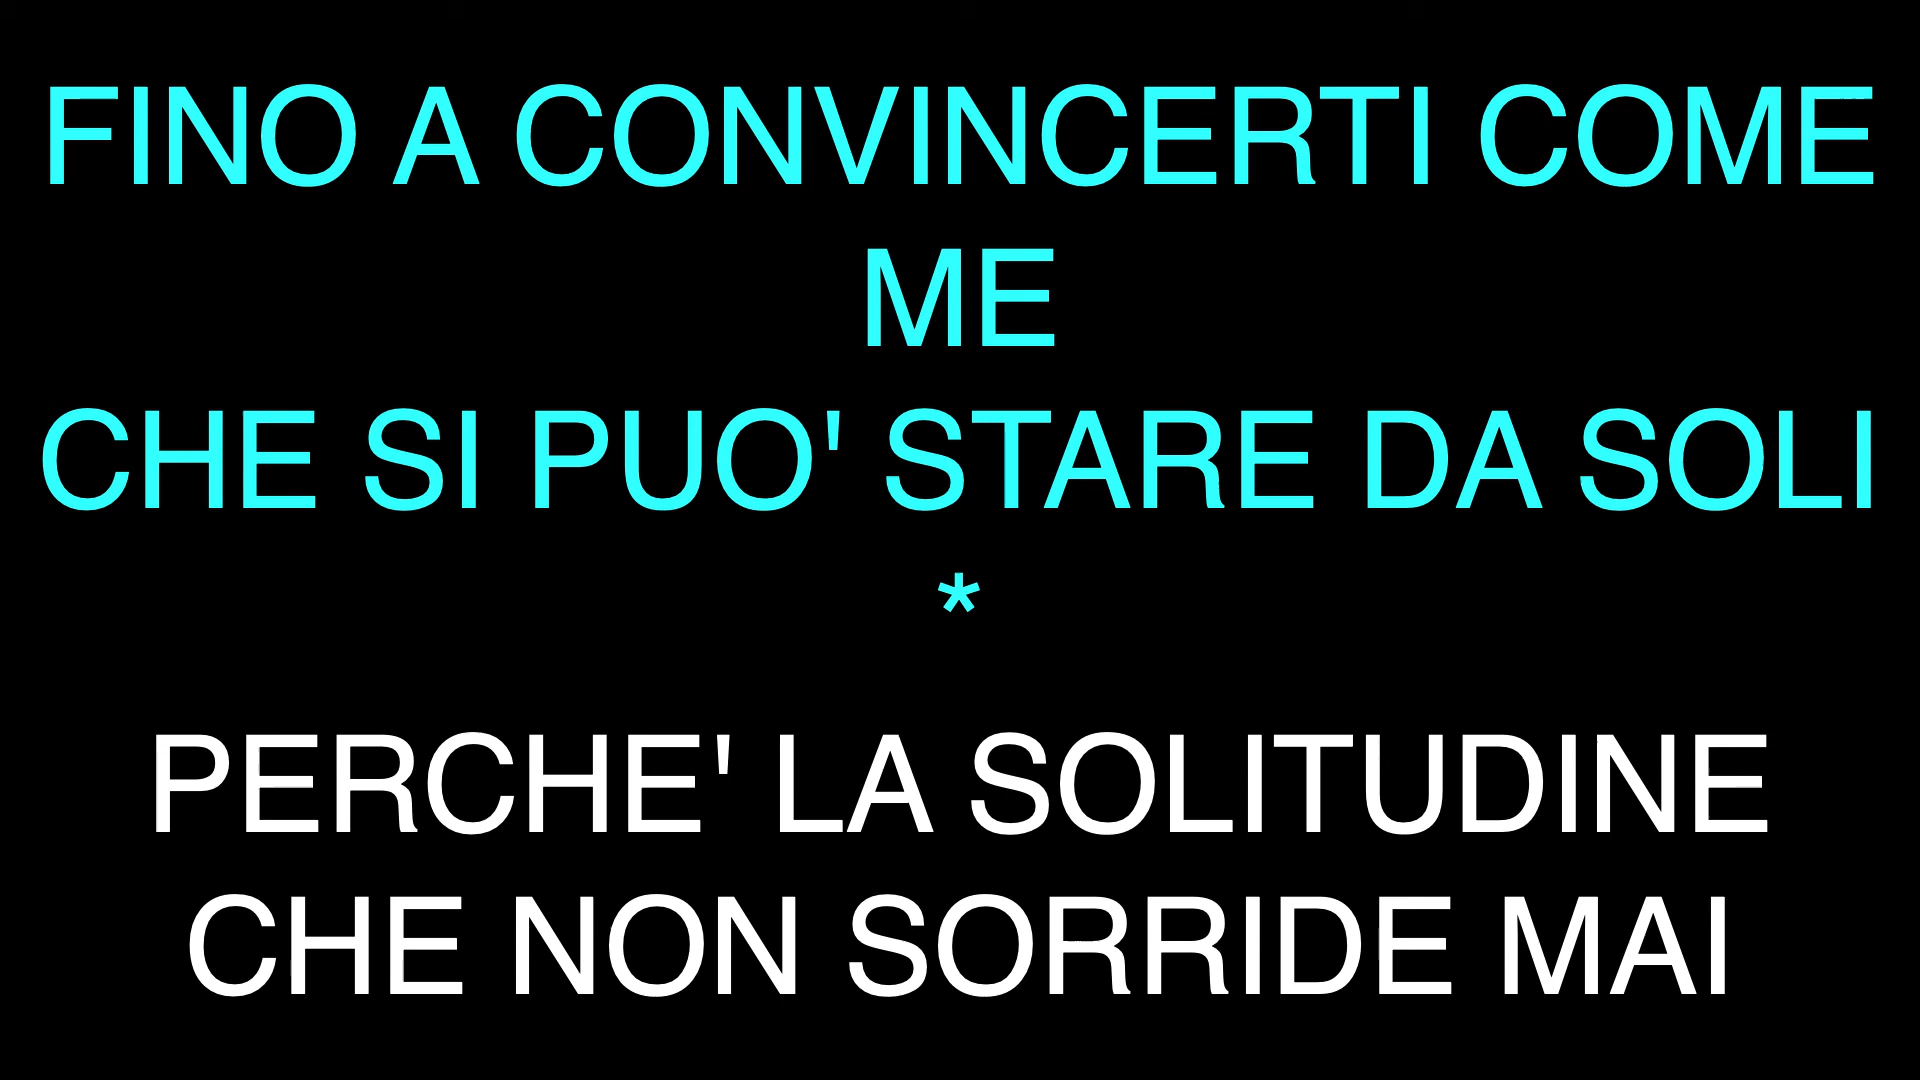 FINO A CONVINCERTI COME
ME
CHE SI PUO' STARE DA SOLI
*
PERCHE' LA SOLITUDINE
CHE NON SORRIDE MAI